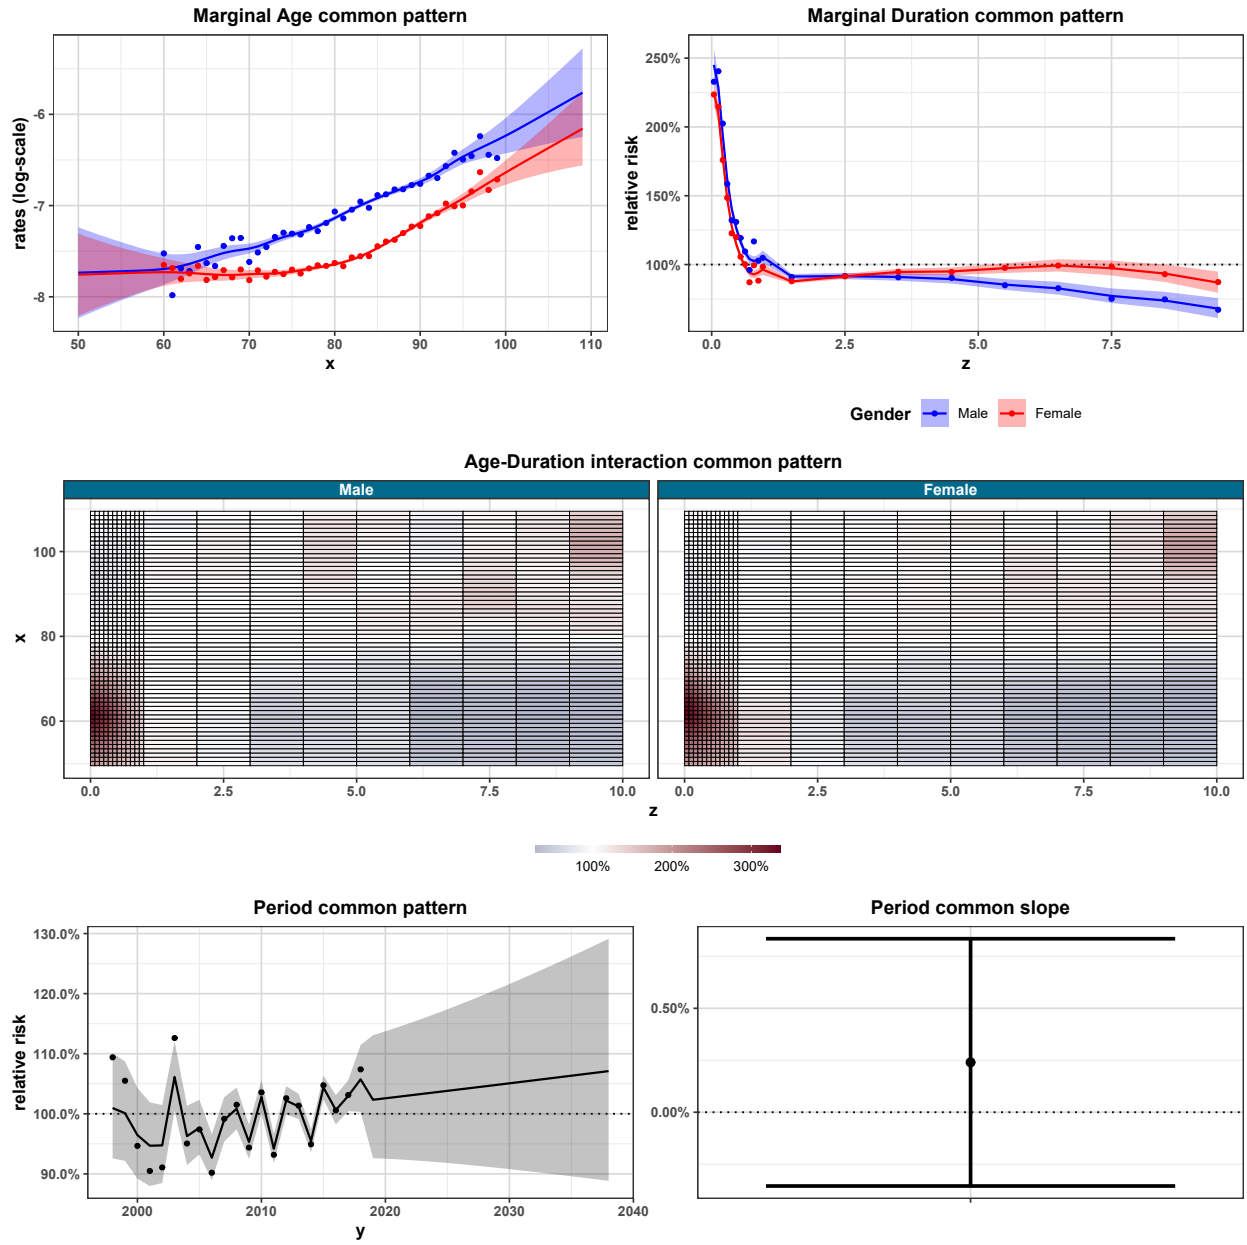 Marginal Age common pattern
rates (log-scale)
-6
-7
-8
50 60 70 80 90 100 110
x
Marginal Duration common pattern
relative risk
250%
200%
150%
100%
0.0 2.5 5.0 7.5
z
Gender Male Female
Age-Duration interaction common pattern
Male Female
x
100
80
60
0.0 2.5 5.0 7.5 10.0 0.0 2.5 5.0 7.5 10.0
z
100% 200% 300%
Period common pattern
relative risk
130.0%
120.0%
110.0%
100.0%
90.0%
2000 2010 2020 2030 2040
y
Period common slope
0.50%
0.00%